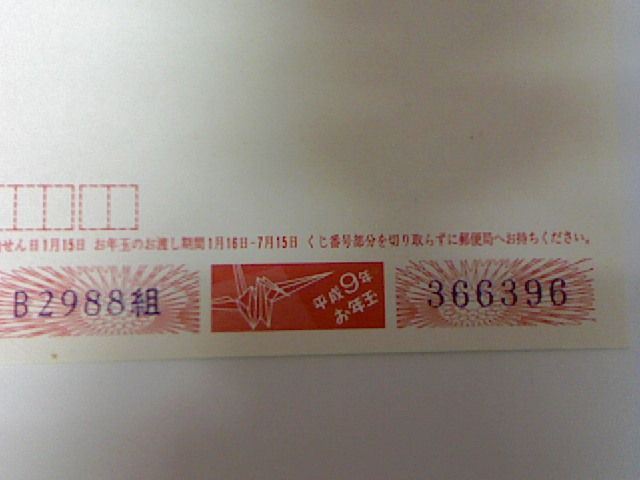 せん日1月15日 お年玉のお渡し期間1月16日-7月15日 くじ番号部分を切り取らずに郵便局へお持ちください。
B2988組
平成9年
お年玉
366396